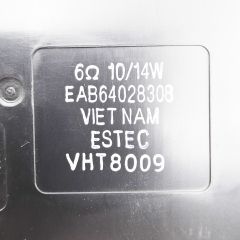 6Ω 10/14W
EAB64028308
VIET NAM
ESTEC
VHT8009